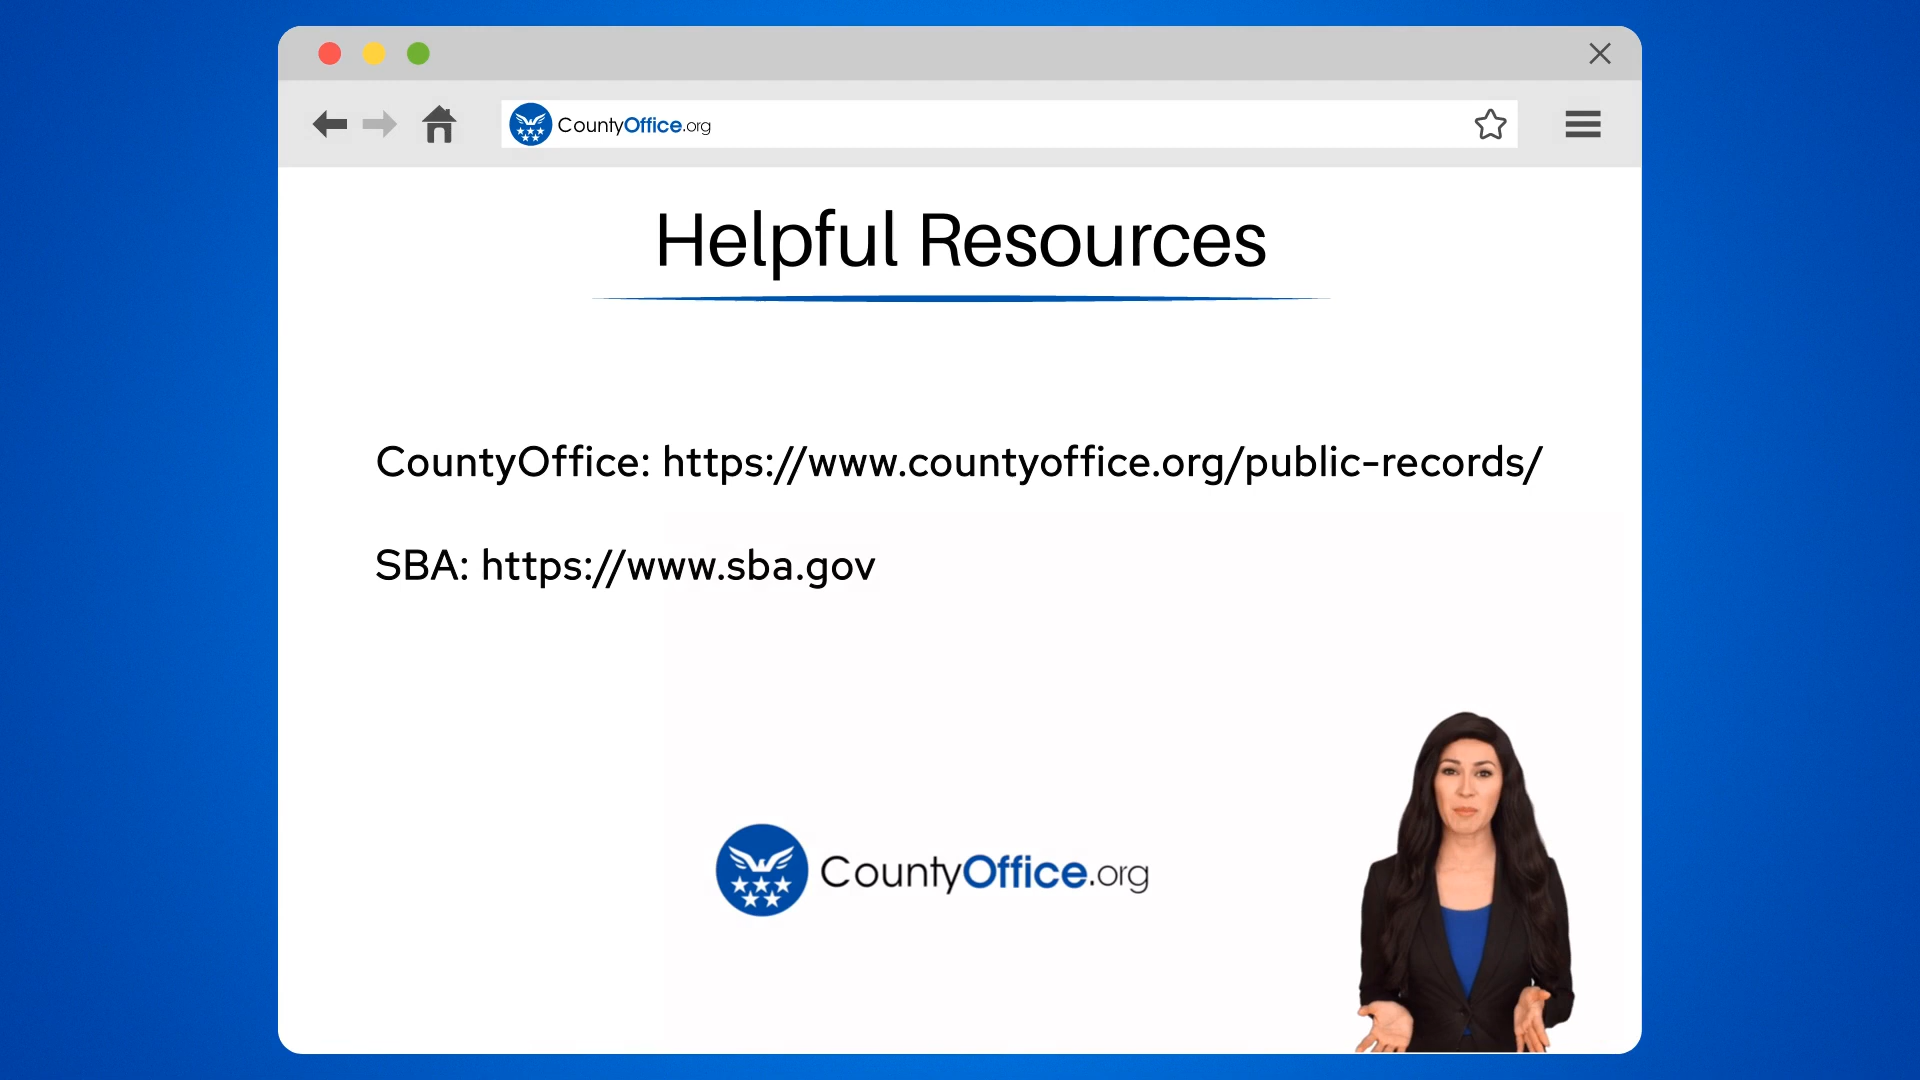 CountyOffice.org
Helpful Resources
CountyOffice: https://www.countyoffice.org/public-records/
SBA: https://www.sba.gov
CountyOffice.org